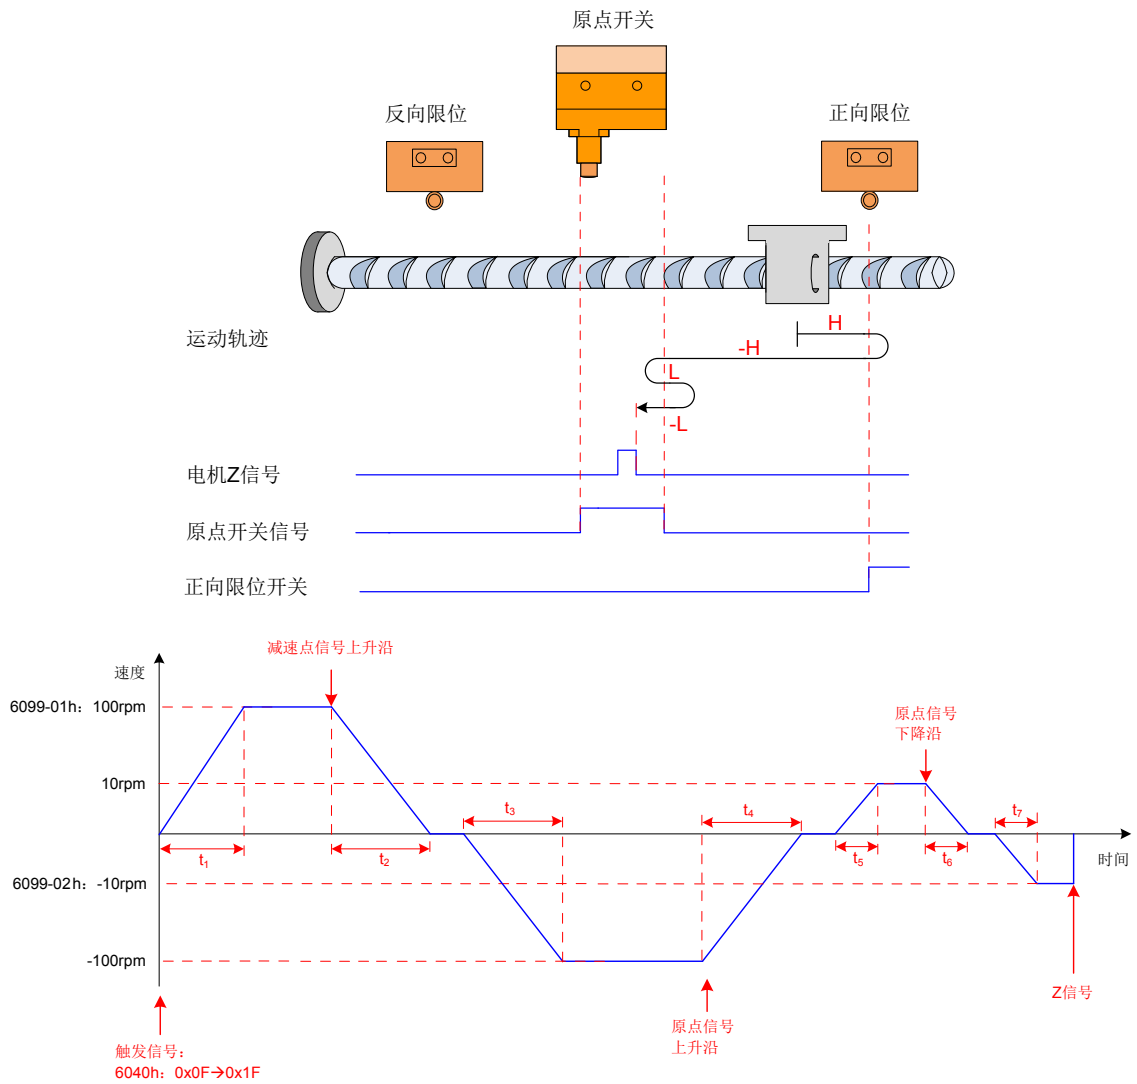 原点开关
反向限位
正向限位
运动轨迹
H
-H
L
-L
电机Z信号
原点开关信号
正向限位开关
减速点信号上升沿
速度
6099-01h：100rpm
原点信号
下降沿
10rpm
t3
t4
t7
t1
t2
t5
t6
时间
6099-02h：-10rpm
-100rpm
Z信号
原点信号
上升沿
触发信号：
6040h：0x0F→0x1F